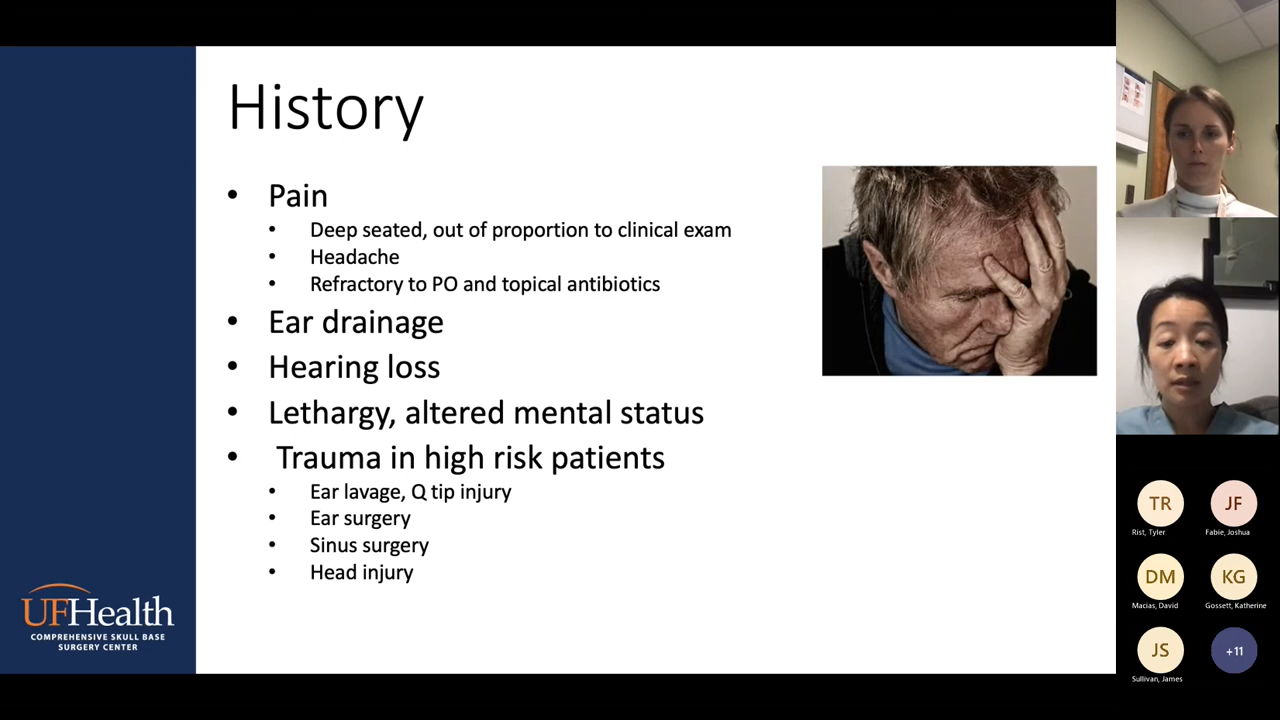 History
• Pain
• Deep seated, out of proportion to clinical exam
• Headache
• Refractory to PO and topical antibiotics
• Ear drainage
• Hearing loss
• Lethargy, altered mental status
• Trauma in high risk patients
• Ear lavage, Q tip injury
• Ear surgery
• Sinus surgery
• Head injury
UFHealth
COMPREHENSIVE SKULL BASE
SURGERY CENTER
TR
Rist, Tyler
JF
Fabie, Joshua
DM
Macias, David
KG
Gossett, Katherine
JS
Sullivan, James
+11